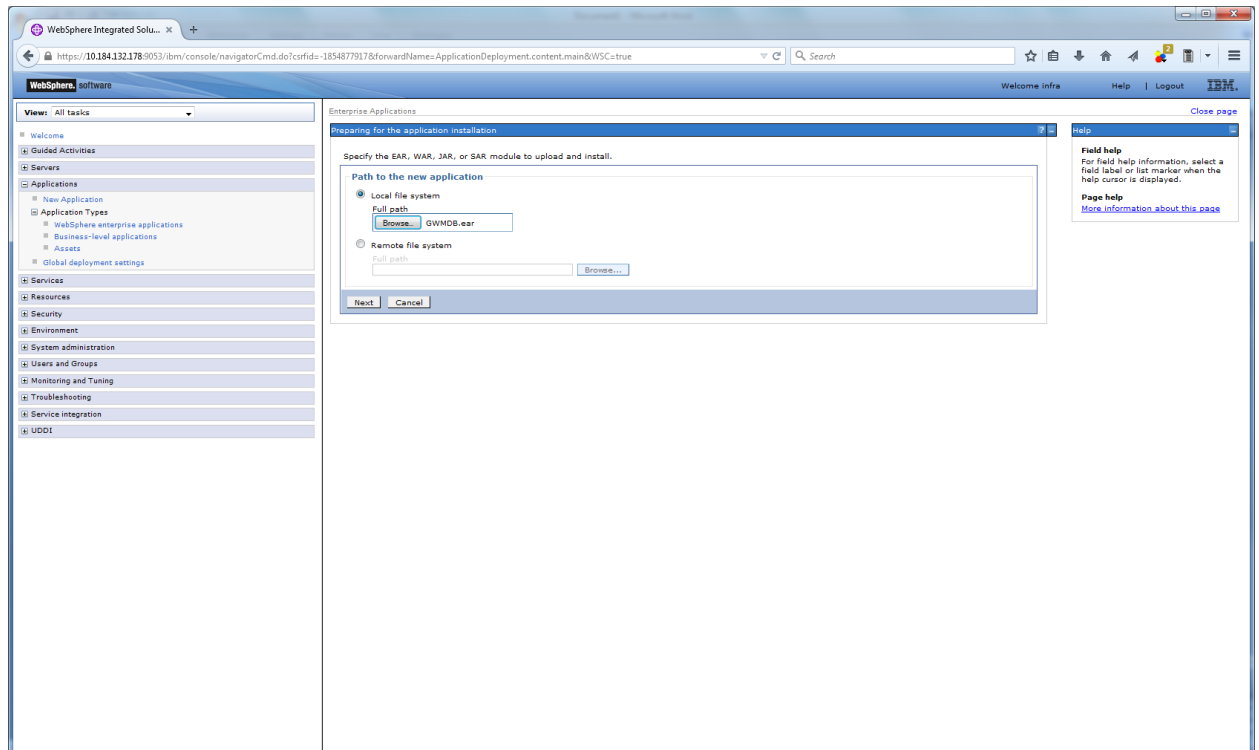 WebSphere Integrated Solu... × +
https://10.184.132.178:9053/ibm/console/navigatorCmd.do?csrfid=-1854877917&forwardName=ApplicationDeployment.content.main&WSC=true
Search
2
WebSphere. software
Welcome infra
Help | Logout
IBM.
View: All tasks
Welcome
Guided Activities
Servers
Applications
New Application
Application Types
WebSphere enterprise applications
Business-level applications
Assets
Global deployment settings
Services
Resources
Security
Environment
System administration
Users and Groups
Monitoring and Tuning
Troubleshooting
Service integration
UDDI
Enterprise Applications
Close page
Preparing for the application installation
? -
Specify the EAR, WAR, JAR, or SAR module to upload and install.
Path to the new application
Local file system
Full path
Browse... GWMDB.ear
Remote file system
Full path
Browse...
Next Cancel
Help
Field help
For field help information, select a
field label or list marker when the
help cursor is displayed.
Page help
More information about this page